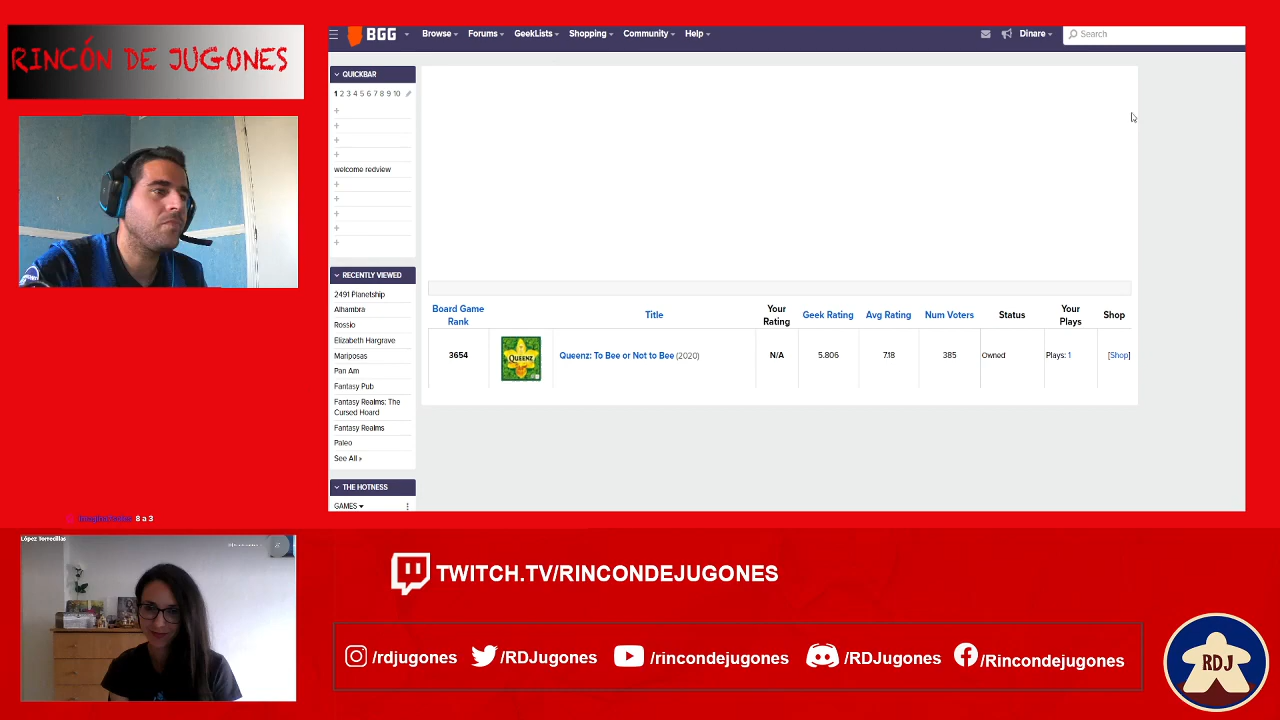 RINCÓN DE JUGONES
BGG
Browse
Forums
GeekLists
Shopping
Community
Help
Dinare
Search
QUICKBAR
1 2 3 4 5 6 7 8 9 10
+
+
+
+
welcome redview
+
+
+
+
+
RECENTLY VIEWED
2491 Planetship
Alhambra
Rossio
Elizabeth Hargrave
Mariposas
Pan Am
Fantasy Pub
Fantasy Realms: The
Cursed Hoard
Fantasy Realms
Paleo
See All
THE HOTNESS
GAMES
Board Game
Rank
Title
Your
Rating
Geek Rating
Avg Rating
Num Voters
Status
Your
Plays
Shop
3654
QUEENZ
Queenz: To Bee or Not to Bee (2020)
N/A
5.806
7.18
385
Owned
Plays: 1
[Shop]
8 a 3
López Torrecillas
TWITCH.TV/RINCONDEJUGONES
/rdjugones
/RDJugones
/rincondejugones
/RDJugones
/Rincondejugones
RDJ